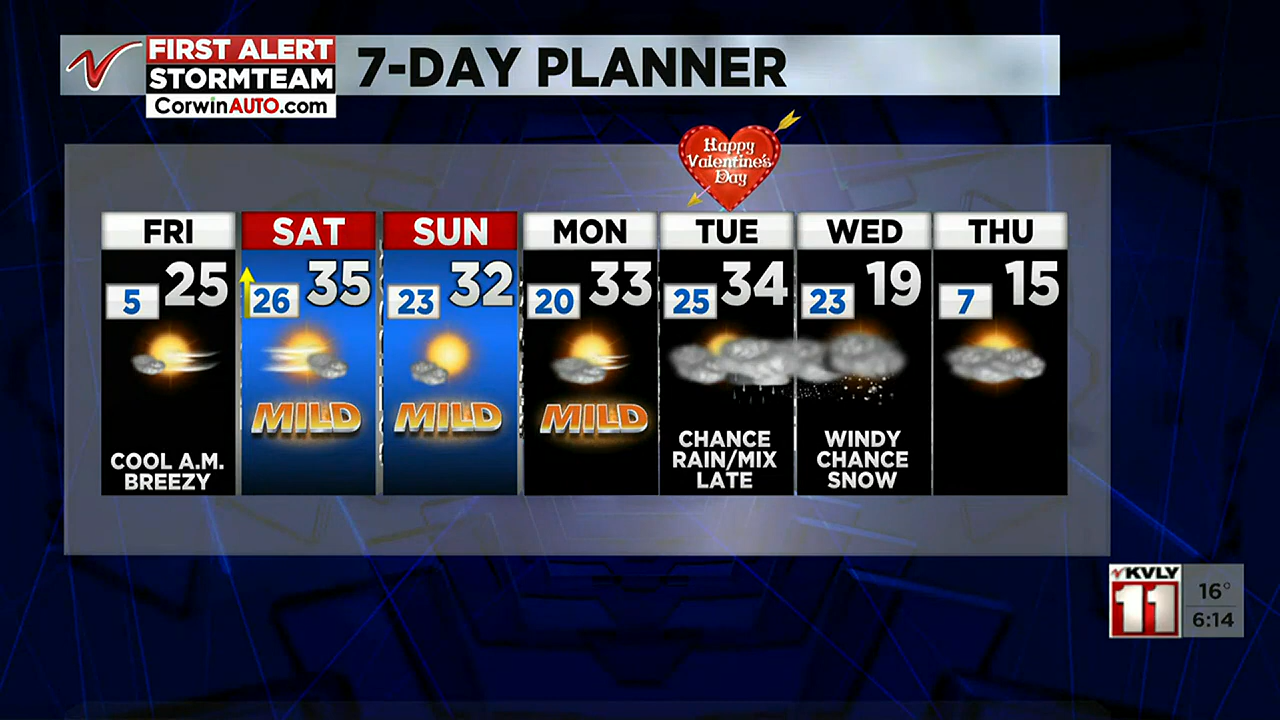 FIRST ALERT
STORMTEAM
CorwinAUTO.com
7-DAY PLANNER
Happy
Valentine's
Day
FRI
SAT
SUN
MON
TUE
WED
THU
5 25
26 35
23 32
20 33
25 34
23 19
7 15
MILD
MILD
MILD
COOL A.M.
BREEZY
CHANCE
RAIN/MIX
LATE
WINDY
CHANCE
SNOW
KVLY
11
16°
6:14